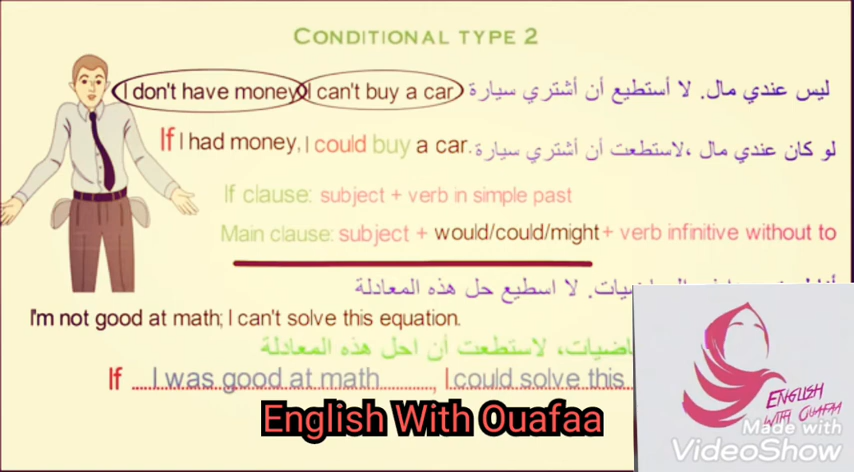 CONDITIONAL TYPE 2
I don't have money I can't buy a car. ليس عندي مال. لا أستطيع أن أشتري سيارة
If I had money, I could buy a car. لو كان عندي مال ،لاستطعت أن أشتري سيارة
If clause: subject + verb in simple past
Main clause: subject + would/could/might + verb infinitive without to
لا اسطيع حل هذه المعادلة
I'm not good at math; I can't solve this equation.
لاستطعت أن احل هذه المعادلة
If ....I was good at math..........., I could solve this
English With Ouafaa
ENGLISH
WITH OUAFAA
Made with
VideoShow